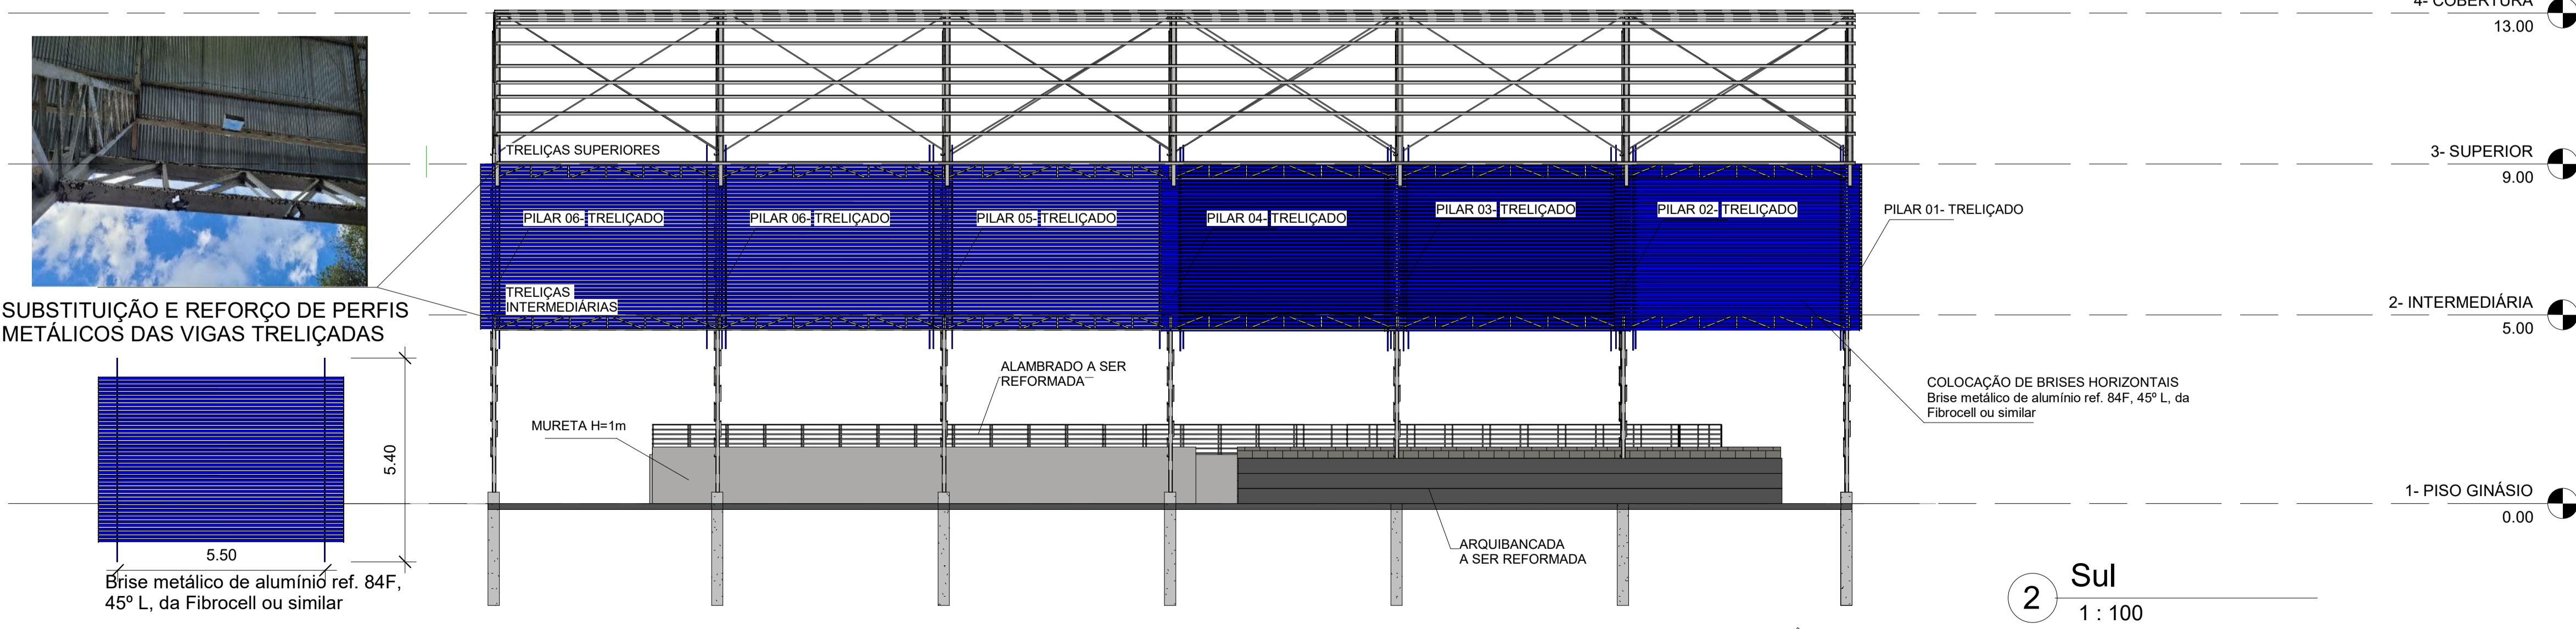 4- COBERTURA
13.00
TRELIÇAS SUPERIORES
3- SUPERIOR
9.00
PILAR 06- TRELIÇADO
PILAR 06- TRELIÇADO
PILAR 05- TRELIÇADO
PILAR 04- TRELIÇADO
PILAR 03- TRELIÇADO
PILAR 02- TRELIÇADO
PILAR 01- TRELIÇADO
TRELIÇAS
INTERMEDIÁRIAS
2- INTERMEDIÁRIA
5.00
SUBSTITUIÇÃO E REFORÇO DE PERFIS
METÁLICOS DAS VIGAS TRELIÇADAS
ALAMBRADO A SER
REFORMADA
COLOCAÇÃO DE BRISES HORIZONTAIS
Brise metálico de alumínio ref. 84F, 45º L, da
Fibrocell ou similar
MURETA H=1m
5.40
1- PISO GINÁSIO
0.00
5.50
Brise metálico de alumínio ref. 84F,
45º L, da Fibrocell ou similar
ARQUIBANCADA
A SER REFORMADA
2
Sul
1 : 100